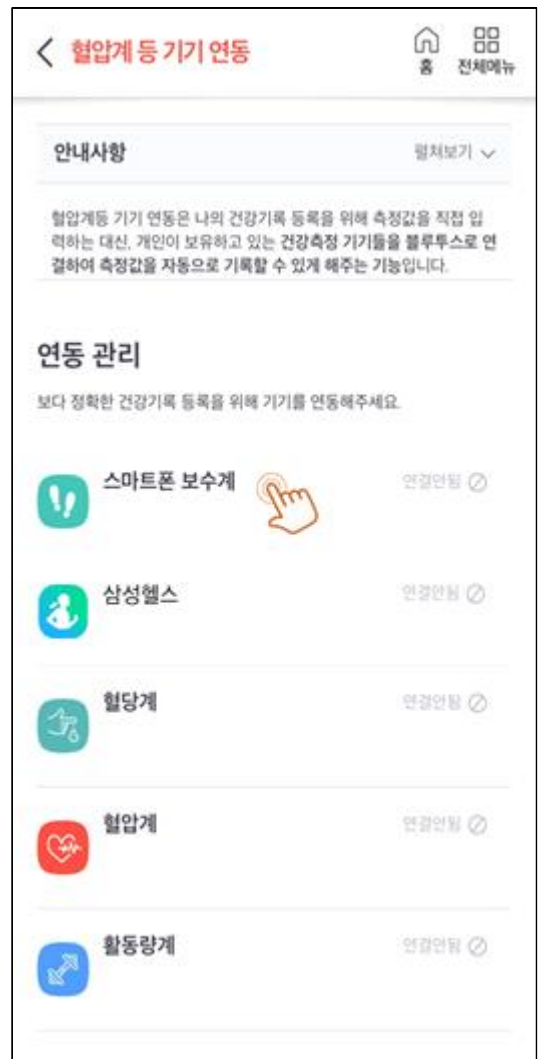 혈압계 등 기기 연동
홈
전체메뉴
안내사항
펼쳐보기
혈압계등 기기 연동은 나의 건강기록 등록을 위해 측정값을 직접 입
력하는 대신, 개인이 보유하고 있는 건강측정 기기들을 블루투스로 연
결하여 측정값을 자동으로 기록할 수 있게 해주는 기능입니다.
연동 관리
보다 정확한 건강기록 등록을 위해 기기를 연동해주세요.
스마트폰 보수계
연결안됨
삼성헬스
연결안됨
혈당계
연결안됨
혈압계
연결안됨
활동량계
연결안됨